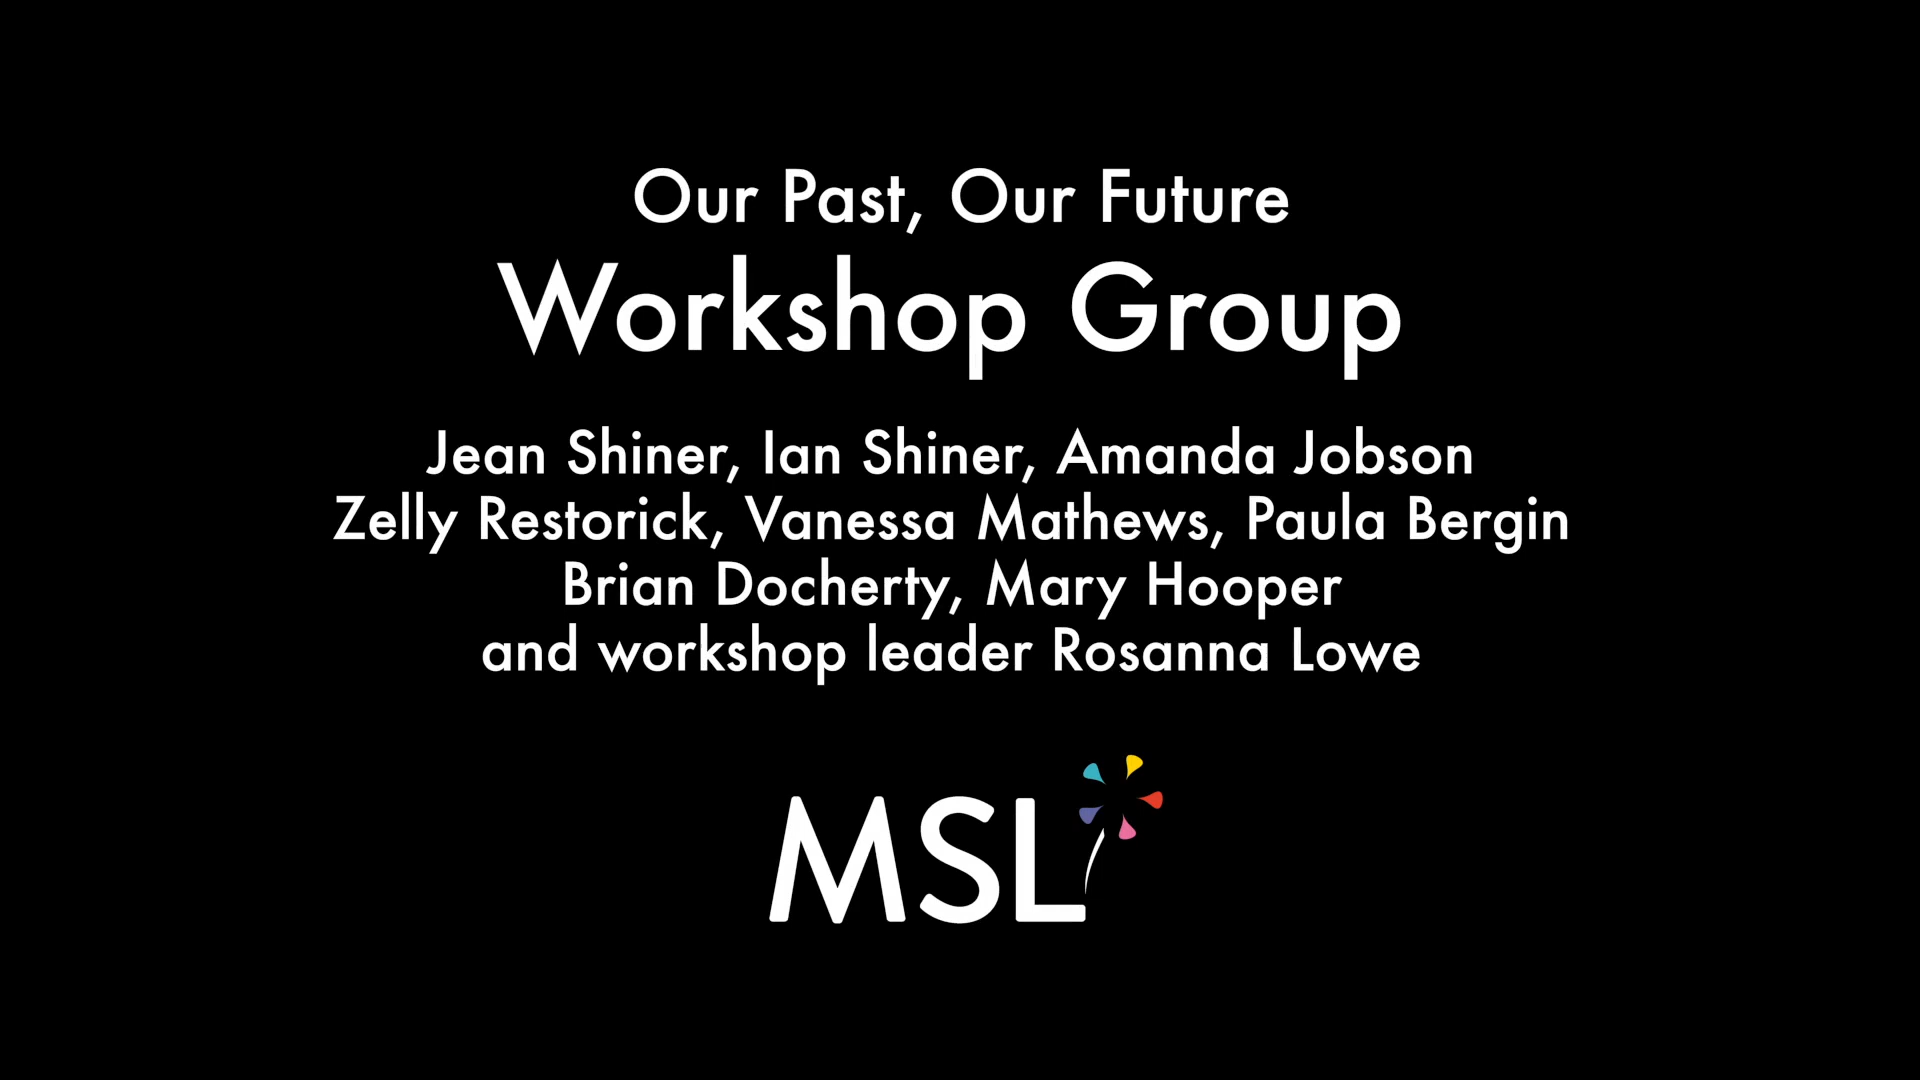 Our Past, Our Future
Workshop Group
Jean Shiner, Ian Shiner, Amanda Jobson
Zelly Restorick, Vanessa Mathews, Paula Bergin
Brian Docherty, Mary Hooper
and workshop leader Rosanna Lowe
MSL